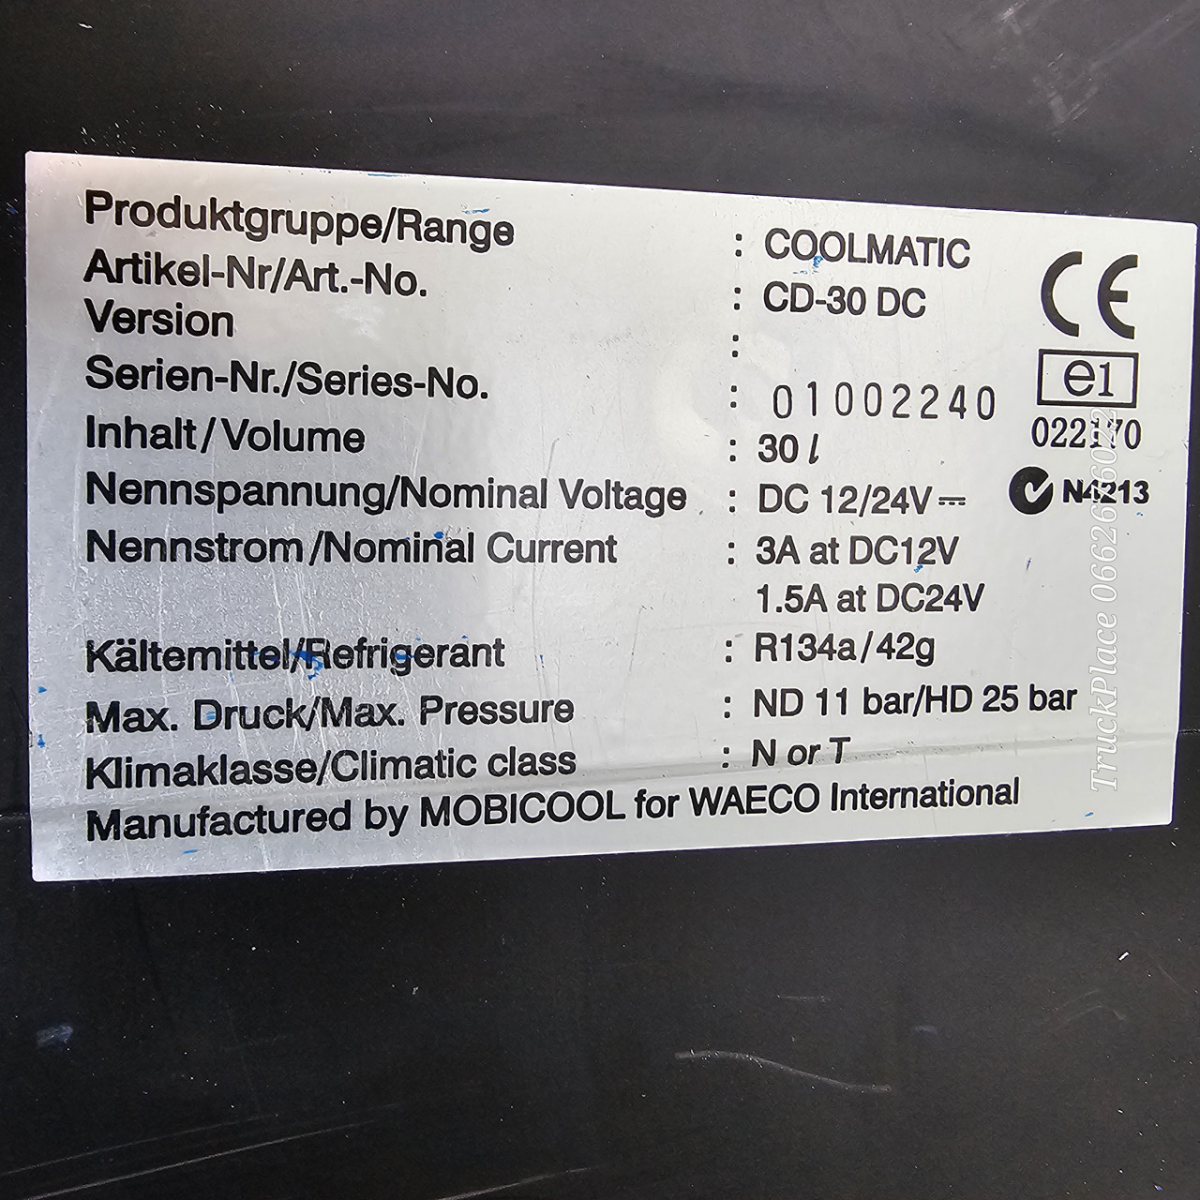 Produktgruppe/Range : COOLMATIC
Artikel-Nr/Art.-No. : CD-30 DC
Version :
Serien-Nr./Series-No. : 01002240
Inhalt/Volume : 30 l
Nennspannung/Nominal Voltage : DC 12/24V⎓
Nennstrom/Nominal Current : 3A at DC12V
1.5A at DC24V
Kältemittel/Refrigerant : R134a/42g
Max. Druck/Max. Pressure : ND 11 bar/HD 25 bar
Klimaklasse/Climatic class : N or T
Manufactured by MOBICOOL for WAECO International
CE
e1
022170
N4213
TruckPlace